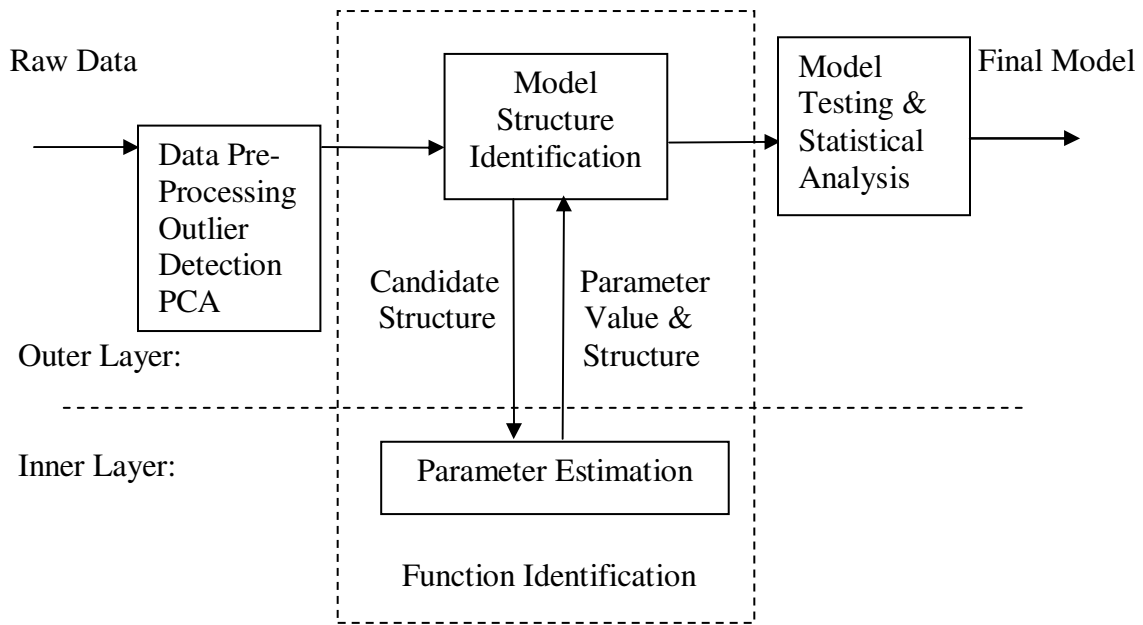 Raw Data
Data Pre-
Processing
Outlier
Detection
PCA
Model
Structure
Identification
Model
Testing &
Statistical
Analysis
Final Model
Candidate
Structure
Parameter
Value &
Structure
Outer Layer:
Inner Layer:
Parameter Estimation
Function Identification